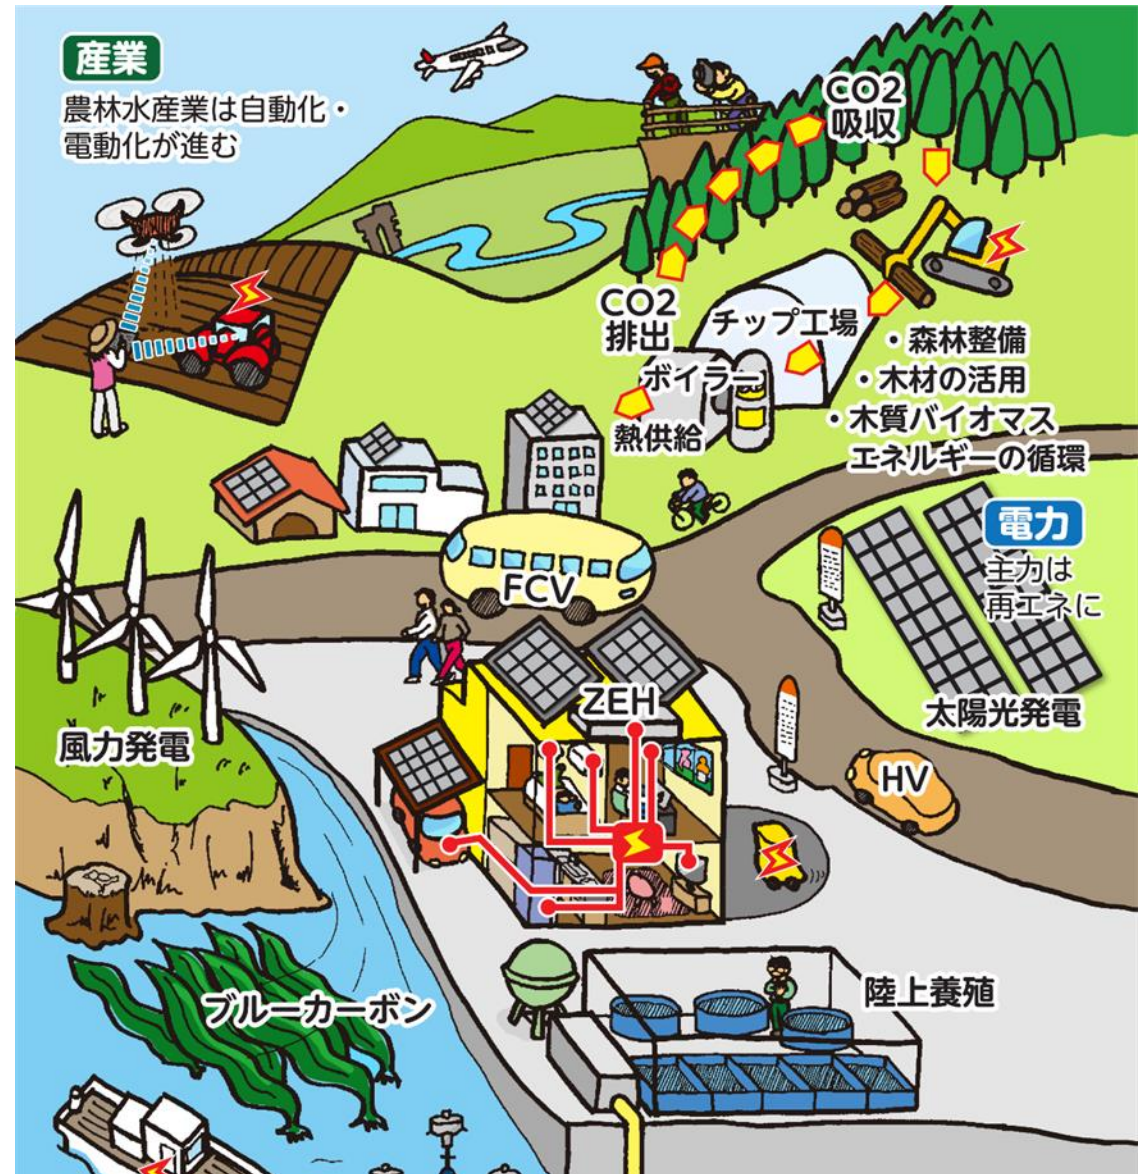 産業
農林水産業は自動化・
電動化が進む
CO2
吸収
CO2
排出
チップ工場
ボイラー
熱供給
・森林整備
・木材の活用
・木質バイオマス
エネルギーの循環
電力
主力は
再エネに
太陽光発電
FCV
ZEH
風力発電
HV
ブルーカーボン
陸上養殖